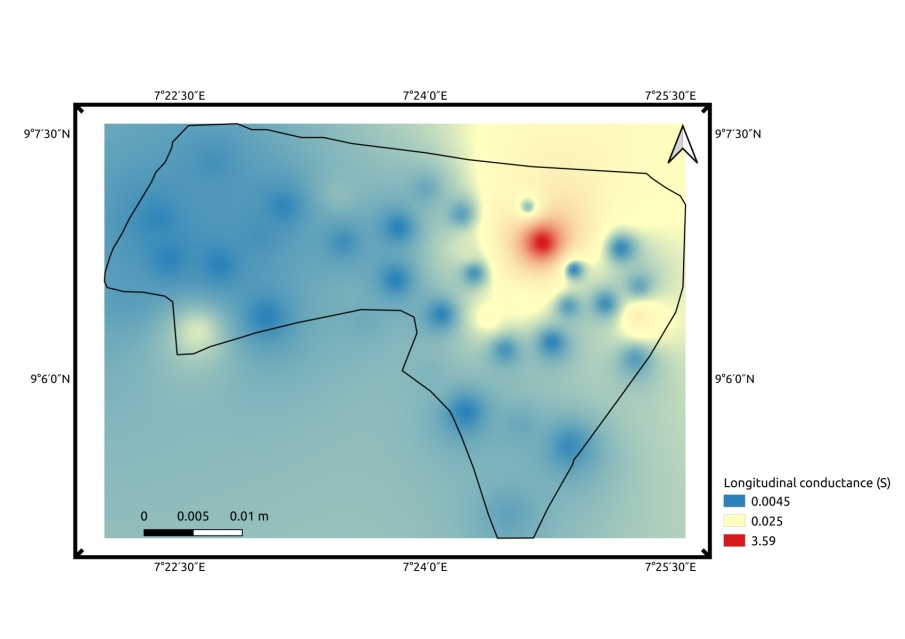 7°22′30″E 7°24′0″E 7°25′30″E
9°7′30″N 9°7′30″N
9°6′0″N 9°6′0″N
Longitudinal conductance (S)
0.0045
0.025
3.59
0 0.005 0.01 m
7°22′30″E 7°24′0″E 7°25′30″E